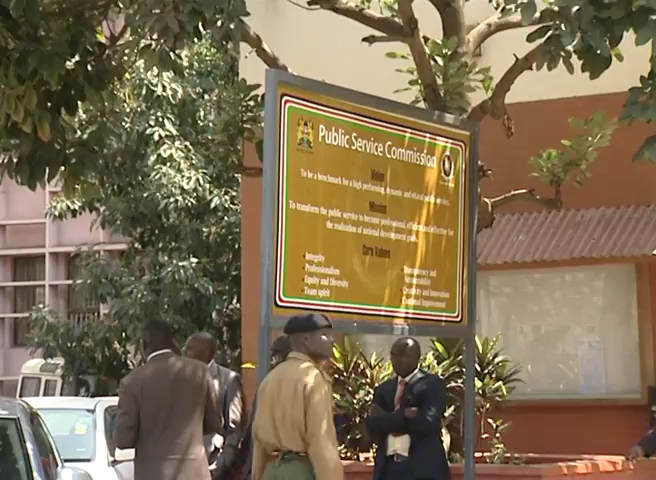 Public Service Commission
Vision
To be a benchmark for a high performing, dynamic and ethical public service.
Mission
To transform the public service to become professional, efficient and effective for
the realization of national development goals.
Core Values
Integrity
Professionalism
Equity and Diversity
Team spirit
Transparency and
Accountability
Creativity and Innovation
Continual Improvement